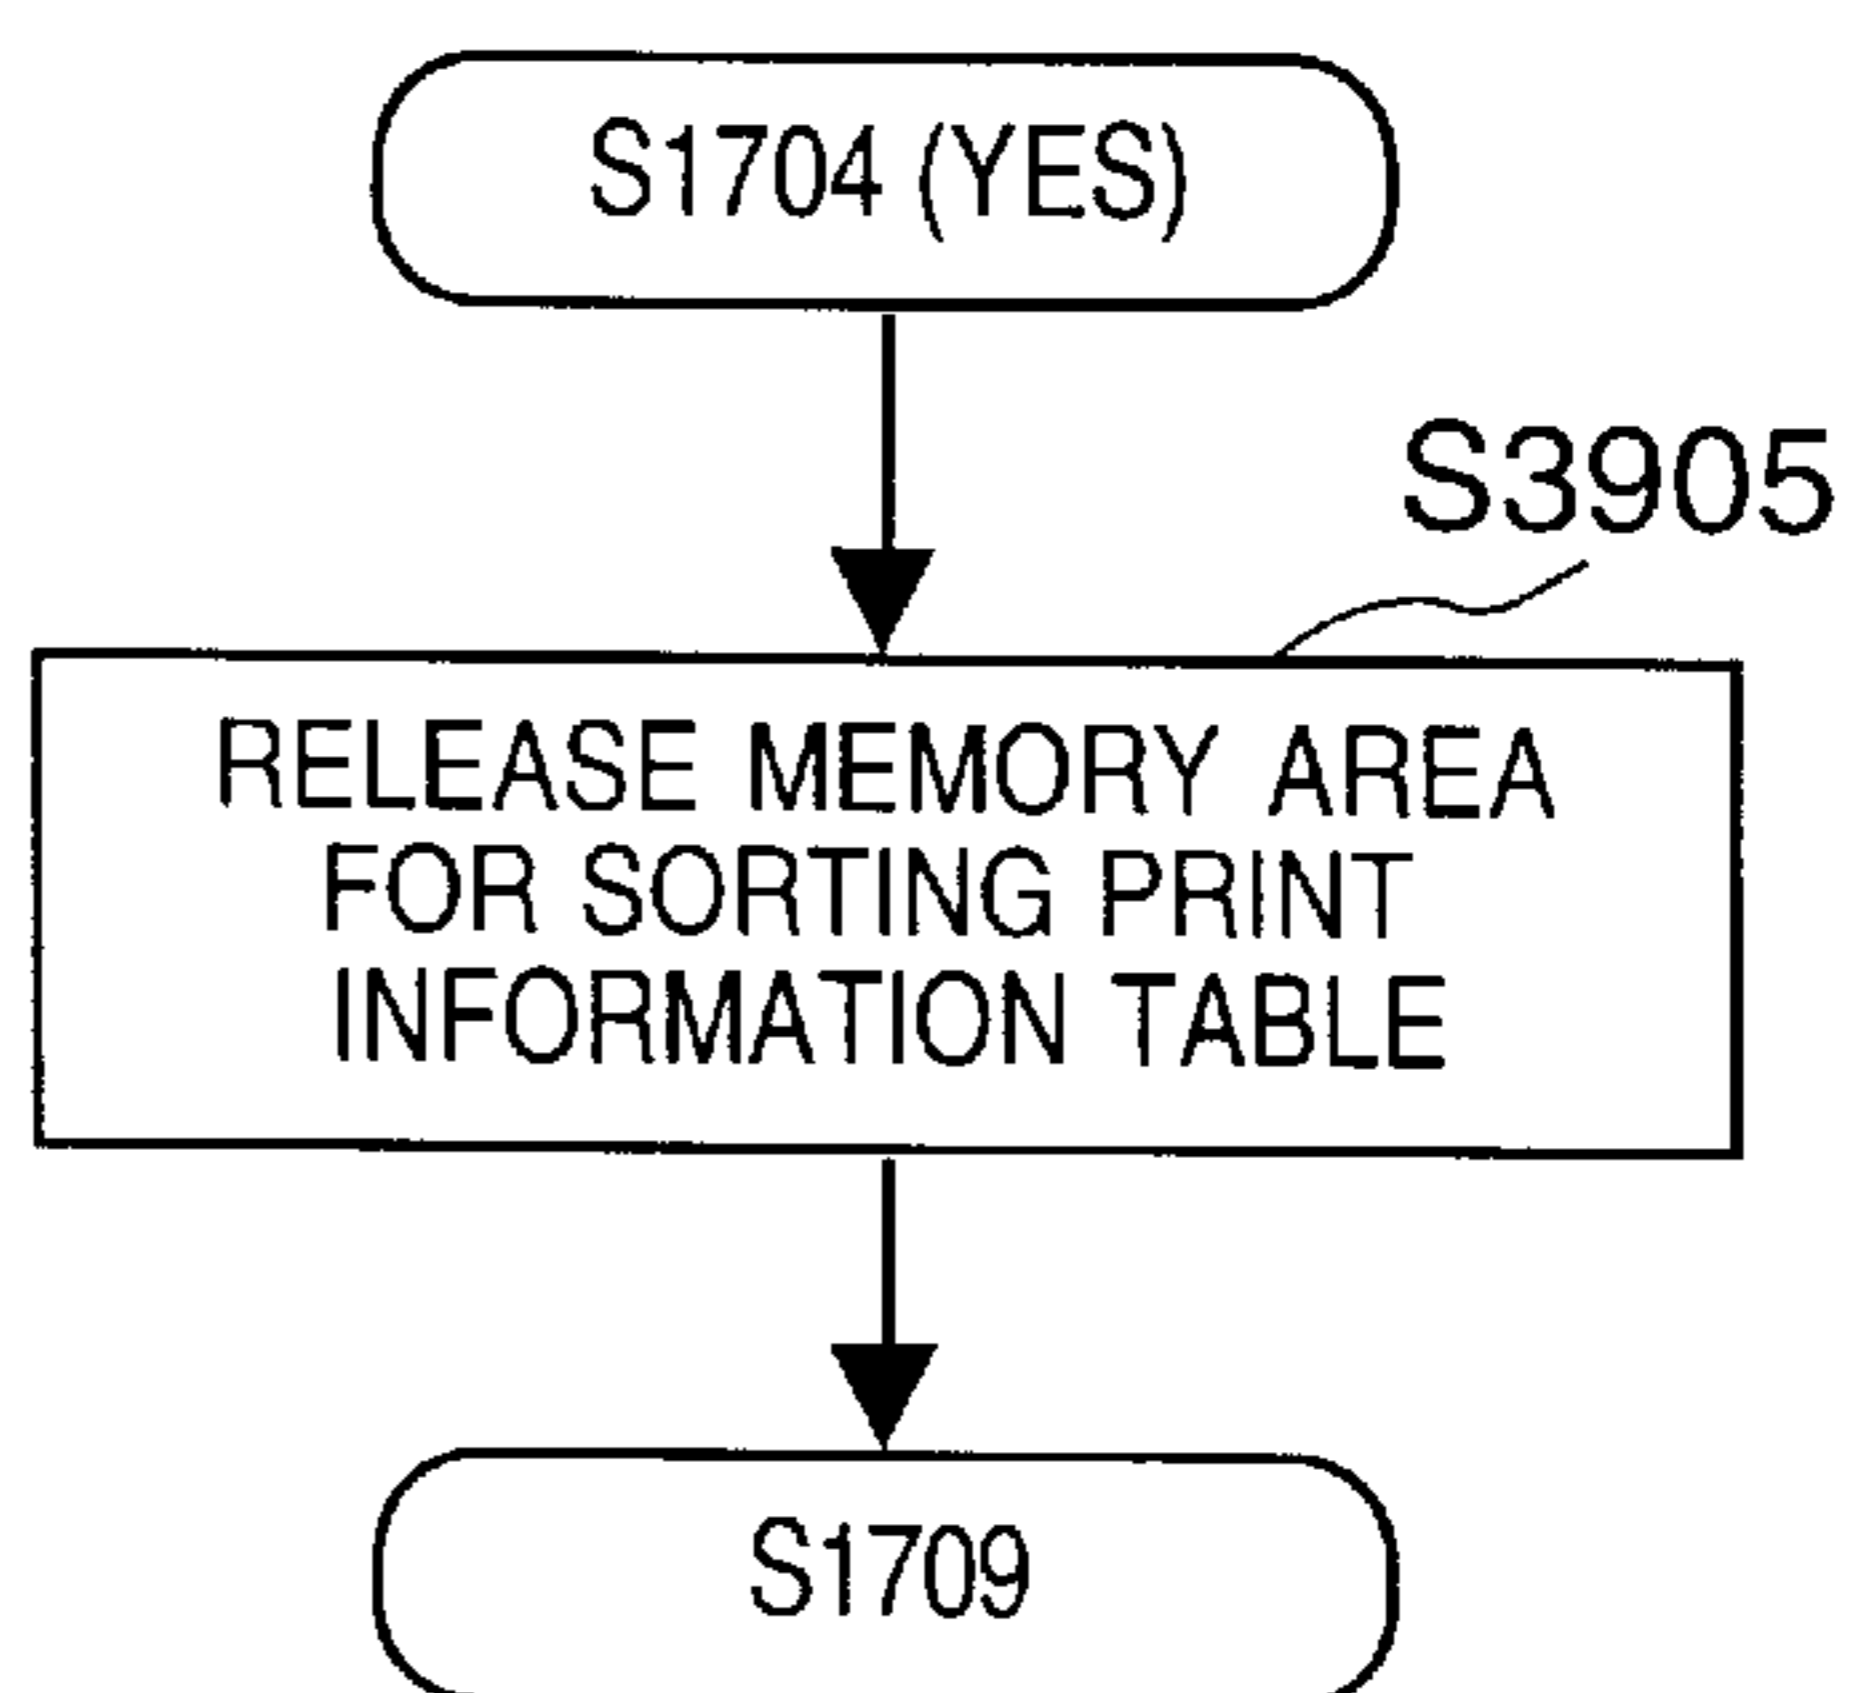 S1704 (YES)
S3905
RELEASE MEMORY AREA
FOR SORTING PRINT
INFORMATION TABLE
S1709